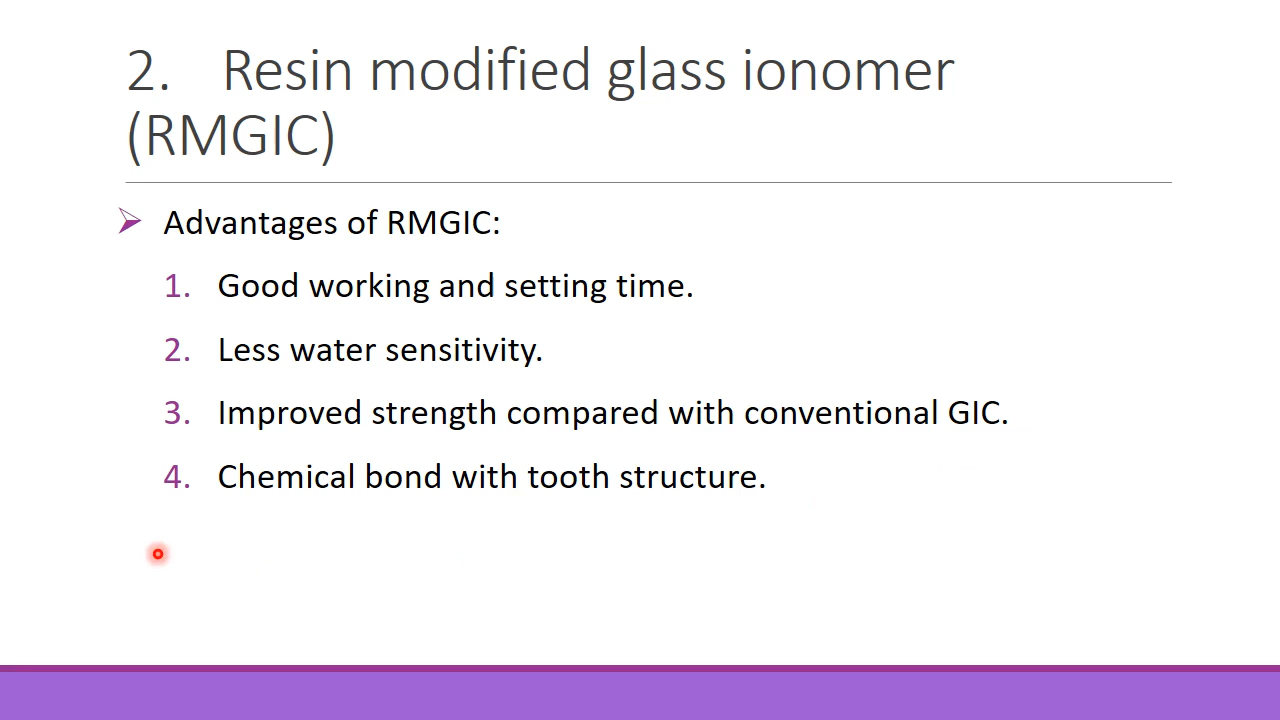 2. Resin modified glass ionomer
(RMGIC)
Advantages of RMGIC:
1. Good working and setting time.
2. Less water sensitivity.
3. Improved strength compared with conventional GIC.
4. Chemical bond with tooth structure.